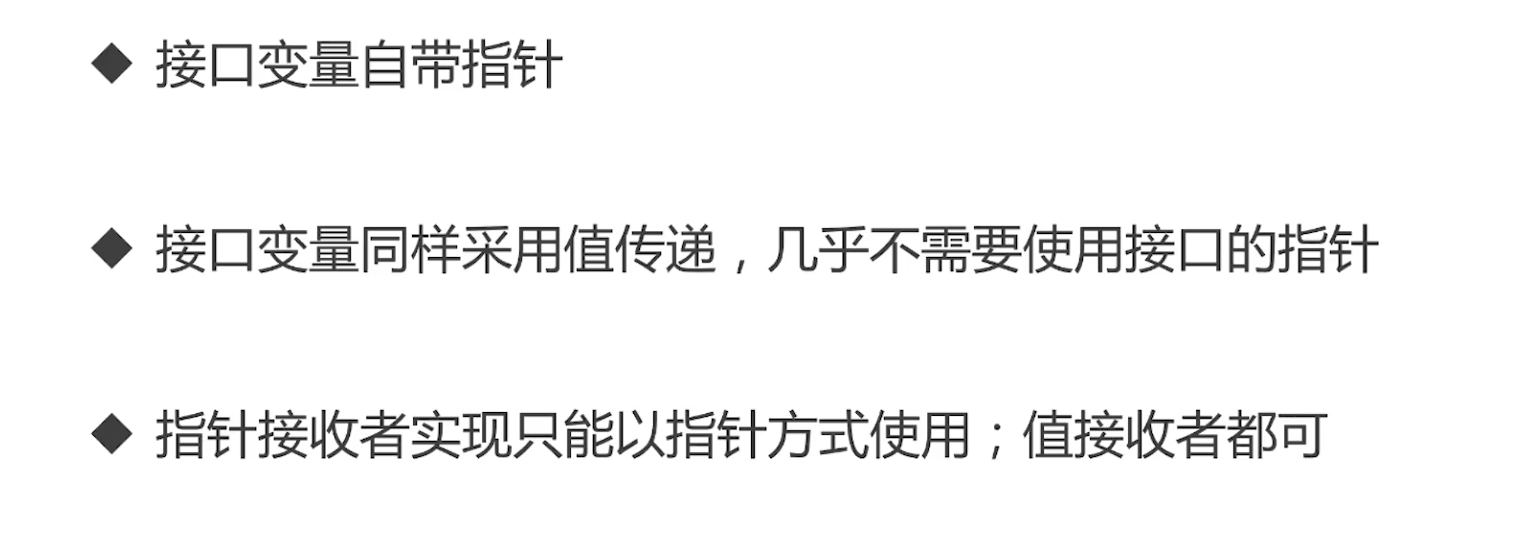 ◆ 接口变量自带指针
◆ 接口变量同样采用值传递，几乎不需要使用接口的指针
◆ 指针接收者实现只能以指针方式使用；值接收者都可